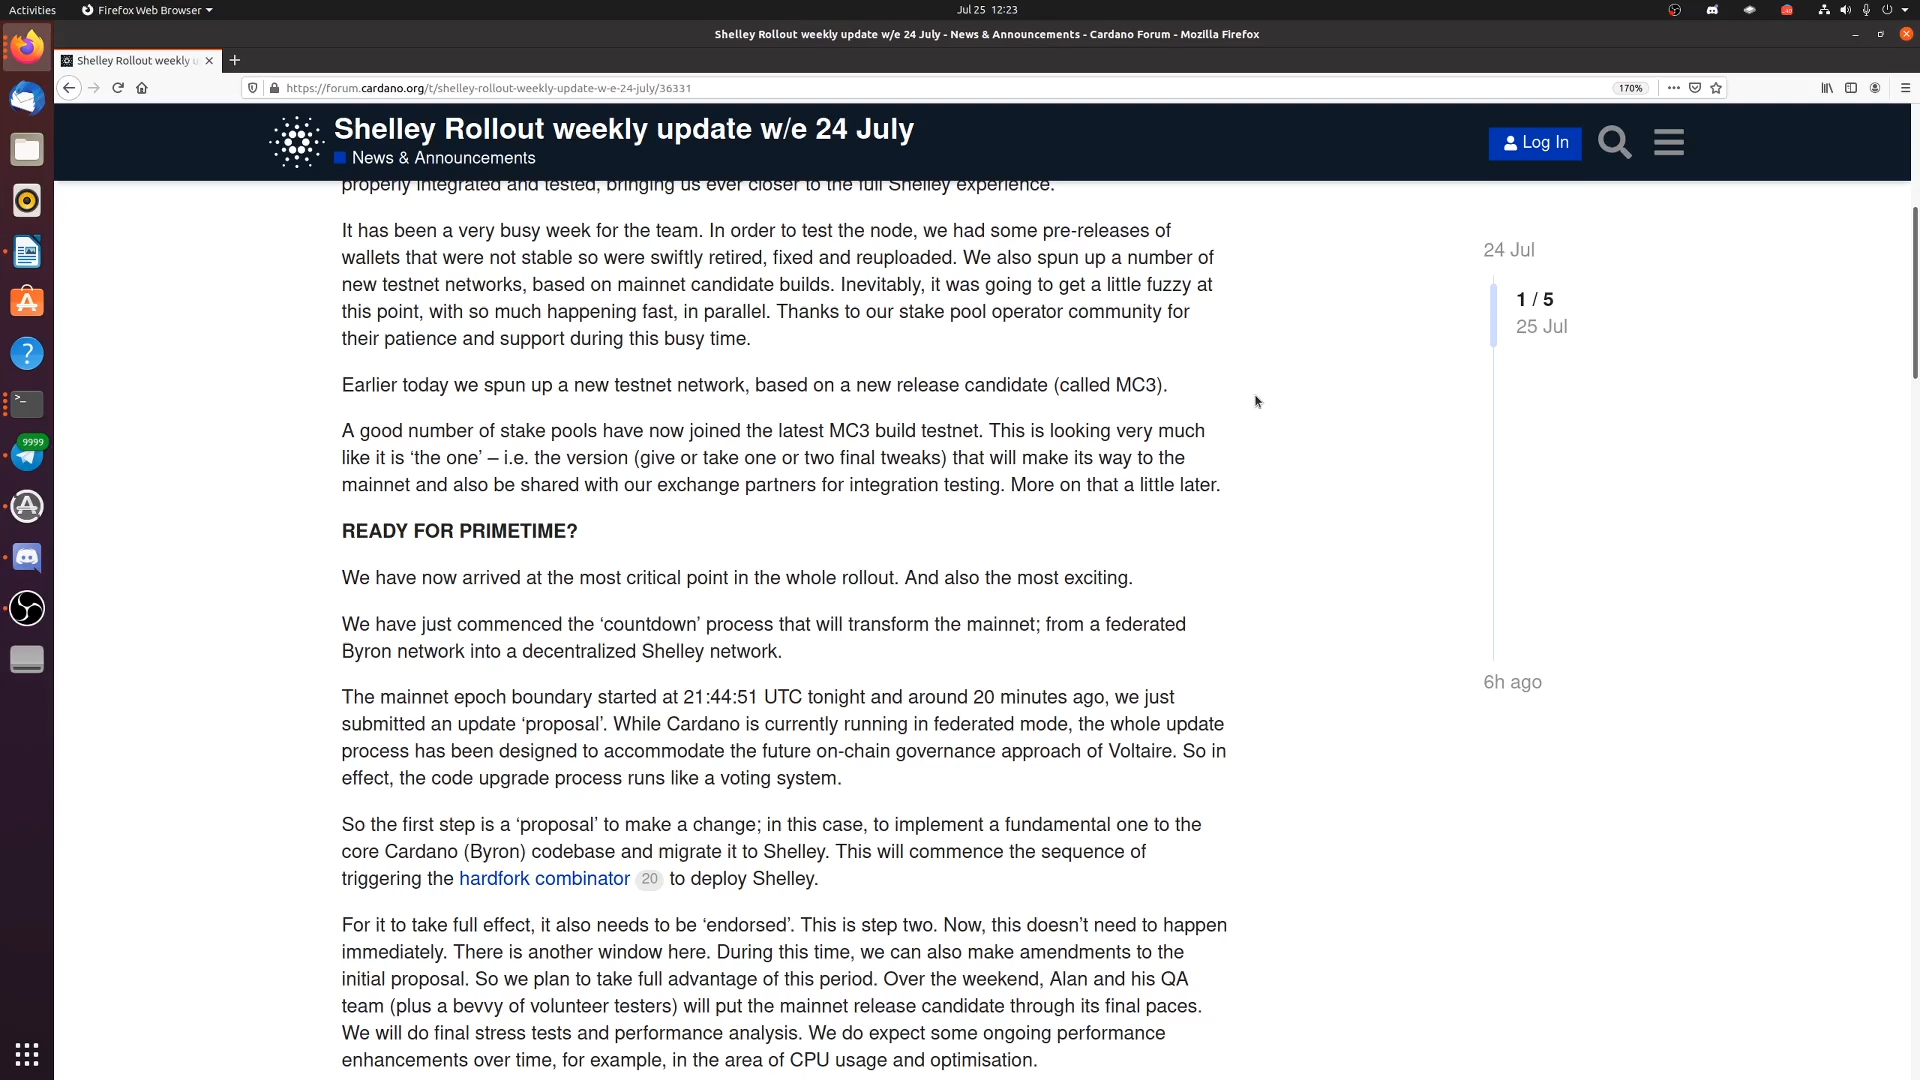 Activities
Firefox Web Browser
Jul 25 12:23
Shelley Rollout weekly update w/e 24 July - News & Announcements - Cardano Forum - Mozilla Firefox
Shelley Rollout weekly u
https://forum.cardano.org/t/shelley-rollout-weekly-update-w-e-24-july/36331
170%
Shelley Rollout weekly update w/e 24 July
News & Announcements
Log In
properly integrated and tested, bringing us ever closer to the full Shelley experience.
It has been a very busy week for the team. In order to test the node, we had some pre-releases of
wallets that were not stable so were swiftly retired, fixed and reuploaded. We also spun up a number of
new testnet networks, based on mainnet candidate builds. Inevitably, it was going to get a little fuzzy at
this point, with so much happening fast, in parallel. Thanks to our stake pool operator community for
their patience and support during this busy time.
Earlier today we spun up a new testnet network, based on a new release candidate (called MC3).
A good number of stake pools have now joined the latest MC3 build testnet. This is looking very much
like it is ‘the one’ – i.e. the version (give or take one or two final tweaks) that will make its way to the
mainnet and also be shared with our exchange partners for integration testing. More on that a little later.
READY FOR PRIMETIME?
We have now arrived at the most critical point in the whole rollout. And also the most exciting.
We have just commenced the ‘countdown’ process that will transform the mainnet; from a federated
Byron network into a decentralized Shelley network.
The mainnet epoch boundary started at 21:44:51 UTC tonight and around 20 minutes ago, we just
submitted an update ‘proposal’. While Cardano is currently running in federated mode, the whole update
process has been designed to accommodate the future on-chain governance approach of Voltaire. So in
effect, the code upgrade process runs like a voting system.
So the first step is a ‘proposal’ to make a change; in this case, to implement a fundamental one to the
core Cardano (Byron) codebase and migrate it to Shelley. This will commence the sequence of
triggering the hardfork combinator 20 to deploy Shelley.
For it to take full effect, it also needs to be ‘endorsed’. This is step two. Now, this doesn’t need to happen
immediately. There is another window here. During this time, we can also make amendments to the
initial proposal. So we plan to take full advantage of this period. Over the weekend, Alan and his QA
team (plus a bevvy of volunteer testers) will put the mainnet release candidate through its final paces.
We will do final stress tests and performance analysis. We do expect some ongoing performance
enhancements over time, for example, in the area of CPU usage and optimisation.
24 Jul
1 / 5
25 Jul
6h ago
9999